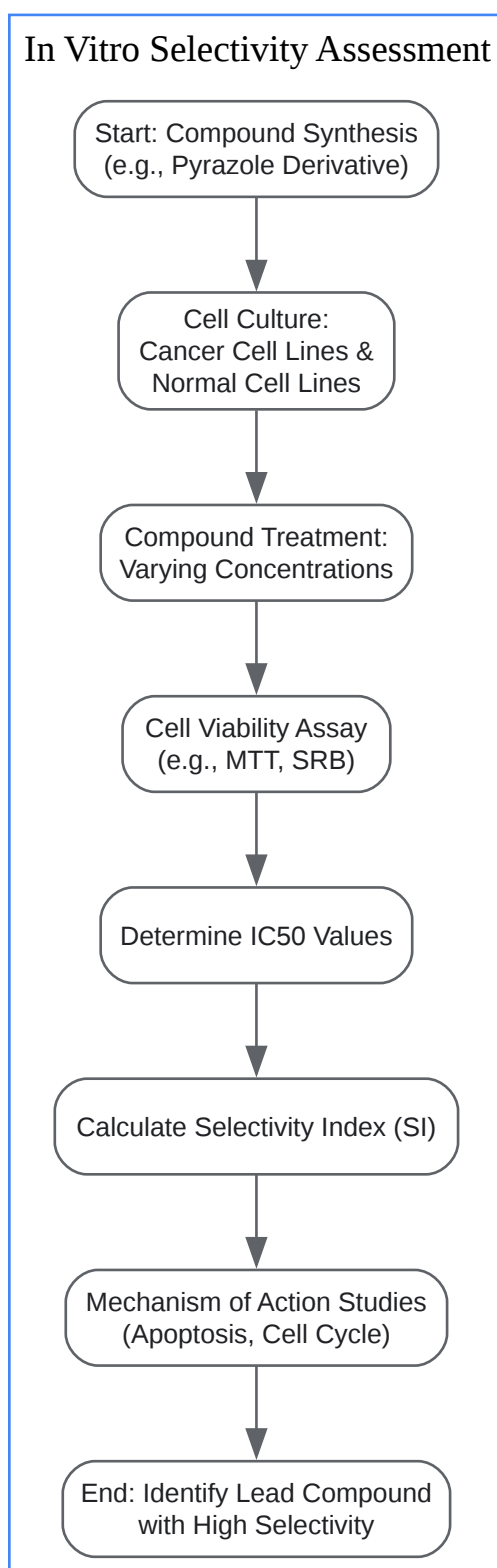 In Vitro Selectivity Assessment
Start: Compound Synthesis
(e.g., Pyrazole Derivative)
Cell Culture:
Cancer Cell Lines &
Normal Cell Lines
Compound Treatment:
Varying Concentrations
Cell Viability Assay
(e.g., MTT, SRB)
Determine IC50 Values
Calculate Selectivity Index (SI)
Mechanism of Action Studies
(Apoptosis, Cell Cycle)
End: Identify Lead Compound
with High Selectivity